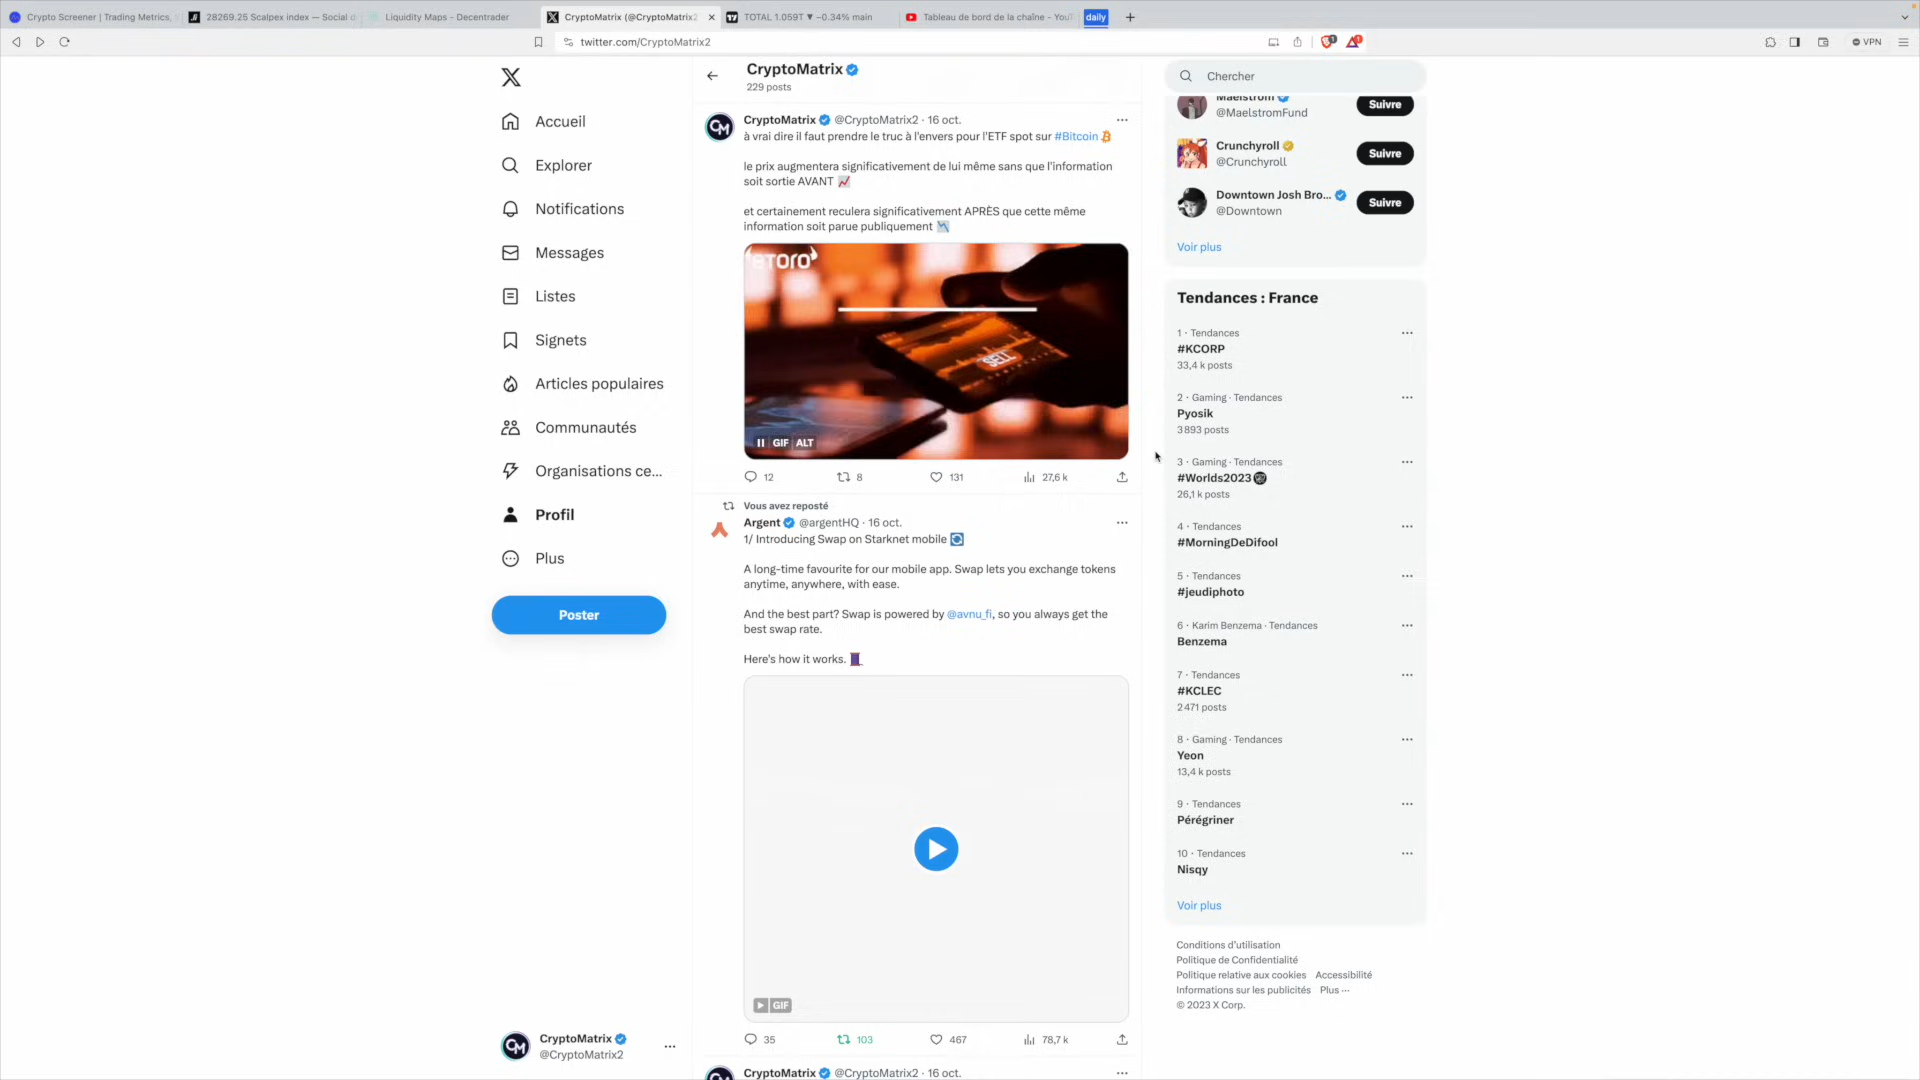 Crypto Screener | Trading Metrics,
28269.25 Scalpex index — Social
Liquidity Maps - Decentrader
CryptoMatrix (@CryptoMatrix2
TOTAL 1.059T ▼ −0.34% main
Tableau de bord de la chaîne - YouT
daily
twitter.com/CryptoMatrix2
VPN
Accueil
Explorer
Notifications
Messages
Listes
Signets
Articles populaires
Communautés
Organisations ce...
Profil
Plus
Poster
CryptoMatrix
@CryptoMatrix2
CryptoMatrix
229 posts
CryptoMatrix @CryptoMatrix2 · 16 oct.
à vrai dire il faut prendre le truc à l'envers pour l'ETF spot sur #Bitcoin
le prix augmentera significativement de lui même sans que l'information
soit sortie AVANT
et certainement reculera significativement APRÈS que cette même
information soit parue publiquement
eToro
SELL
GIF ALT
12 8 131 27,6 k
Vous avez reposté
Argent @argentHQ · 16 oct.
1/ Introducing Swap on Starknet mobile
A long-time favourite for our mobile app. Swap lets you exchange tokens
anytime, anywhere, with ease.
And the best part? Swap is powered by @avnu_fi, so you always get the
best swap rate.
Here's how it works.
GIF
35 103 467 78,7 k
CryptoMatrix @CryptoMatrix2 · 16 oct.
Chercher
Maelstrom
@MaelstromFund
Suivre
Crunchyroll
@Crunchyroll
Suivre
Downtown Josh Bro...
@Downtown
Suivre
Voir plus
Tendances : France
1 · Tendances
#KCORP
33,4 k posts
2 · Gaming · Tendances
Pyosik
3 893 posts
3 · Gaming · Tendances
#Worlds2023
26,1 k posts
4 · Tendances
#MorningDeDifool
5 · Tendances
#jeudiphoto
6 · Karim Benzema · Tendances
Benzema
7 · Tendances
#KCLEC
2 471 posts
8 · Gaming · Tendances
Yeon
13,4 k posts
9 · Tendances
Pérégriner
10 · Tendances
Nisqy
Voir plus
Conditions d'utilisation
Politique de Confidentialité
Politique relative aux cookies Accessibilité
Informations sur les publicités Plus ···
© 2023 X Corp.